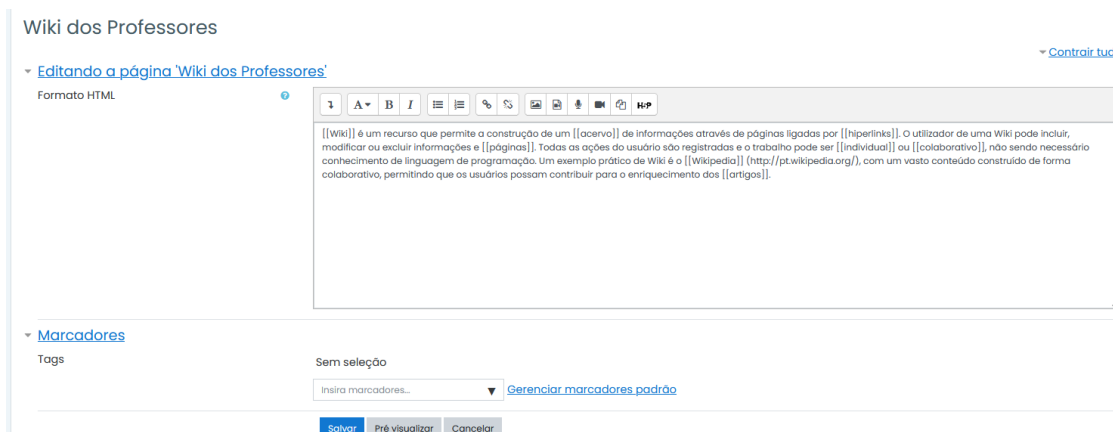 Wiki dos Professores
Contrair tud
Editando a página 'Wiki dos Professores'
Formato HTML
A B I H-P
[[Wiki]] é um recurso que permite a construção de um [[acervo]] de informações através de páginas ligadas por [[hiperlinks]]. O utilizador de uma Wiki pode incluir,
modificar ou excluir informações e [[páginas]]. Todas as ações do usuário são registradas e o trabalho pode ser [[individual]] ou [[colaborativo]], não sendo necessário
conhecimento de linguagem de programação. Um exemplo prático de Wiki é o [[Wikipedia]] (http://pt.wikipedia.org/), com um vasto conteúdo construído de forma
colaborativo, permitindo que os usuários possam contribuir para o enriquecimento dos [[artigos]].
Marcadores
Tags
Sem seleção
Insira marcadores... Gerenciar marcadores padrão
Salvar Pré visualizar Cancelar